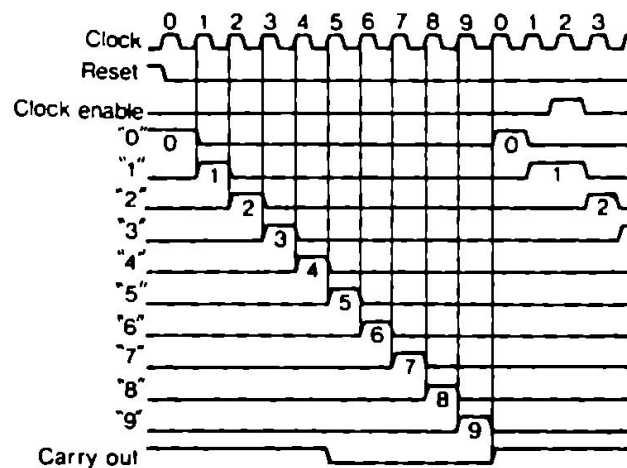 0 1 2 3 4 5 6 7 8 9 0 1 2 3
Clock
Reset
Clock enable
"0" 0 0
"1" 1 1
"2" 2 2
"3" 3
"4" 4
"5" 5
"6" 6
"7" 7
"8" 8
"9" 9
Carry out